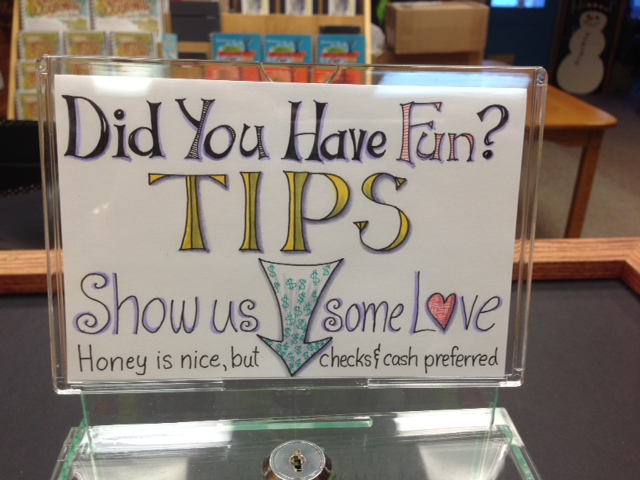 Did You Have Fun?
TIPS
Show us some Love
Honey is nice, but checks & cash preferred